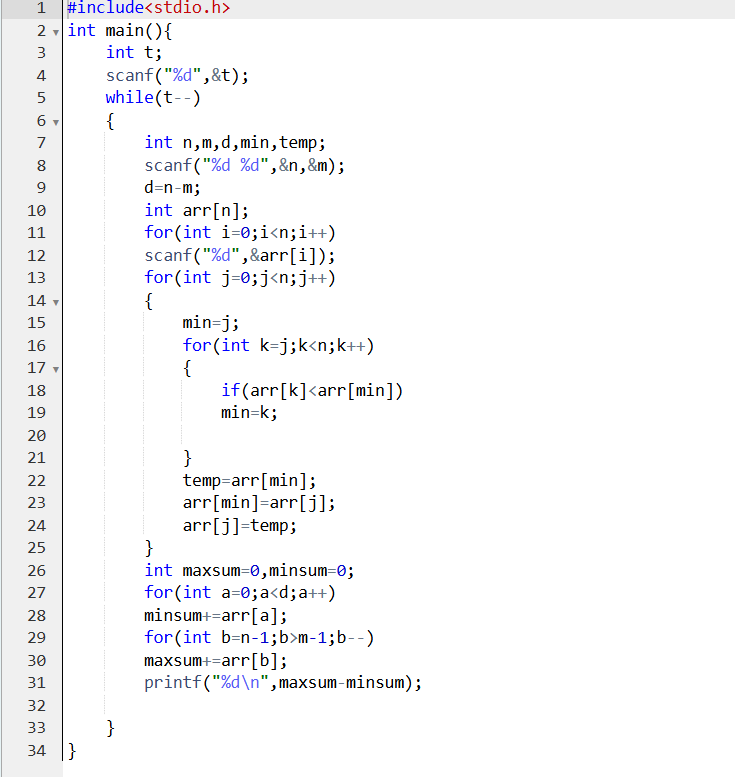 1 #include<stdio.h>
2 int main(){
3 int t;
4 scanf("%d",&t);
5 while(t--)
6 {
7 int n,m,d,min,temp;
8 scanf("%d %d",&n,&m);
9 d=n-m;
10 int arr[n];
11 for(int i=0;i<n;i++)
12 scanf("%d",&arr[i]);
13 for(int j=0;j<n;j++)
14 {
15 min=j;
16 for(int k=j;k<n;k++)
17 {
18 if(arr[k]<arr[min])
19 min=k;
20
21 }
22 temp=arr[min];
23 arr[min]=arr[j];
24 arr[j]=temp;
25 }
26 int maxsum=0,minsum=0;
27 for(int a=0;a<d;a++)
28 minsum+=arr[a];
29 for(int b=n-1;b>m-1;b--)
30 maxsum+=arr[b];
31 printf("%d\n",maxsum-minsum);
32
33 }
34 }